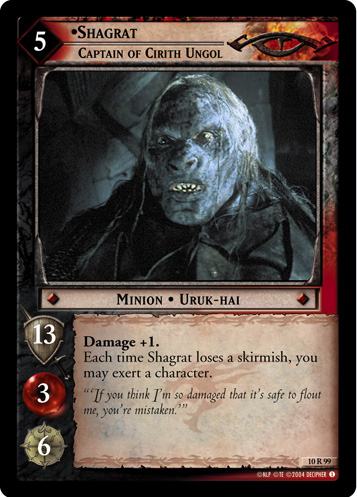 5
•Shagrat
Captain of Cirith Ungol
Minion • Uruk-hai
13
3
6
Damage +1.
Each time Shagrat loses a skirmish, you
may exert a character.
“‘If you think I’m so damaged that it’s safe to flout
me, you’re mistaken.’”
10 R 99
©NLP ©TE ©2004 DECIPHER